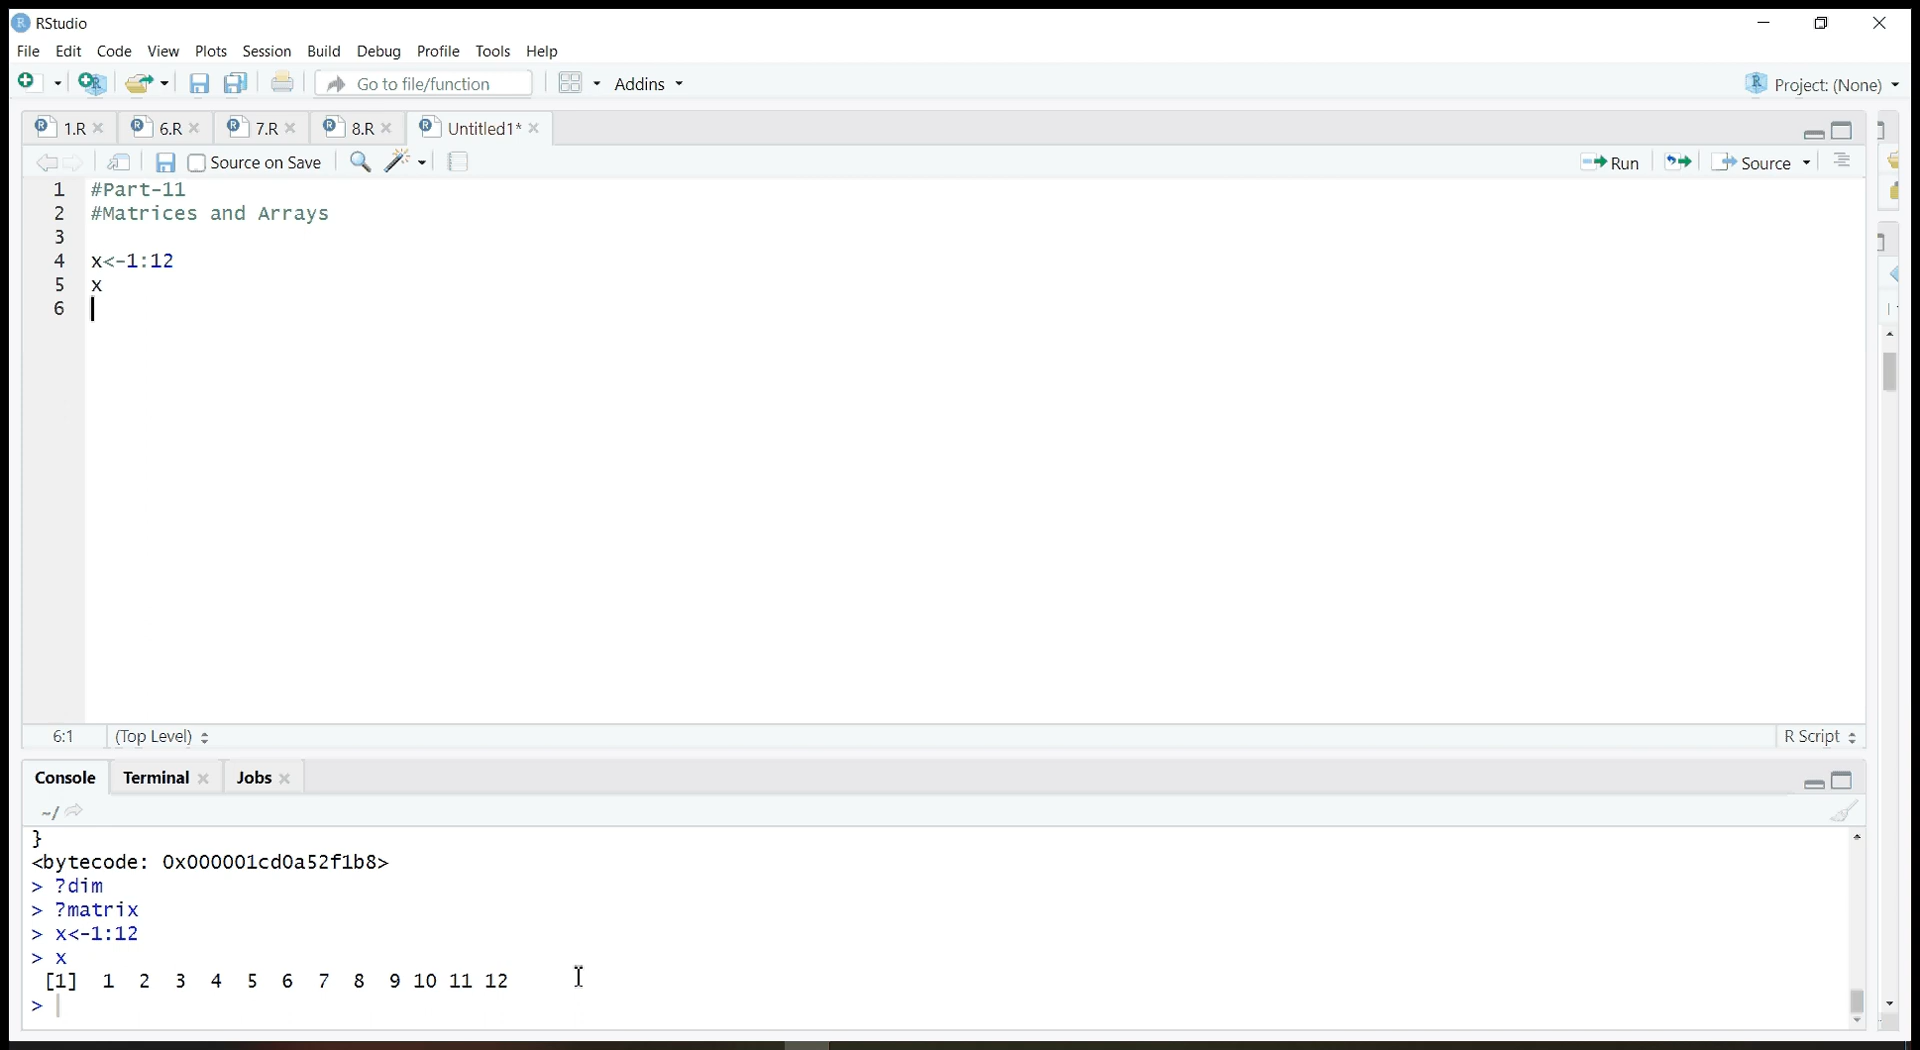 RStudio
File Edit Code View Plots Session Build Debug Profile Tools Help
Go to file/function Addins Project: (None)
1.R 6.R 7.R 8.R Untitled1*
Source on Save Run Source
1 #Part-11
2 #Matrices and Arrays
3
4 x<-1:12
5 x
6
6:1 (Top Level) R Script
Console Terminal Jobs
~/
}
<bytecode: 0x000001cd0a52f1b8>
> ?dim
> ?matrix
> x<-1:12
> x
[1] 1 2 3 4 5 6 7 8 9 10 11 12
>